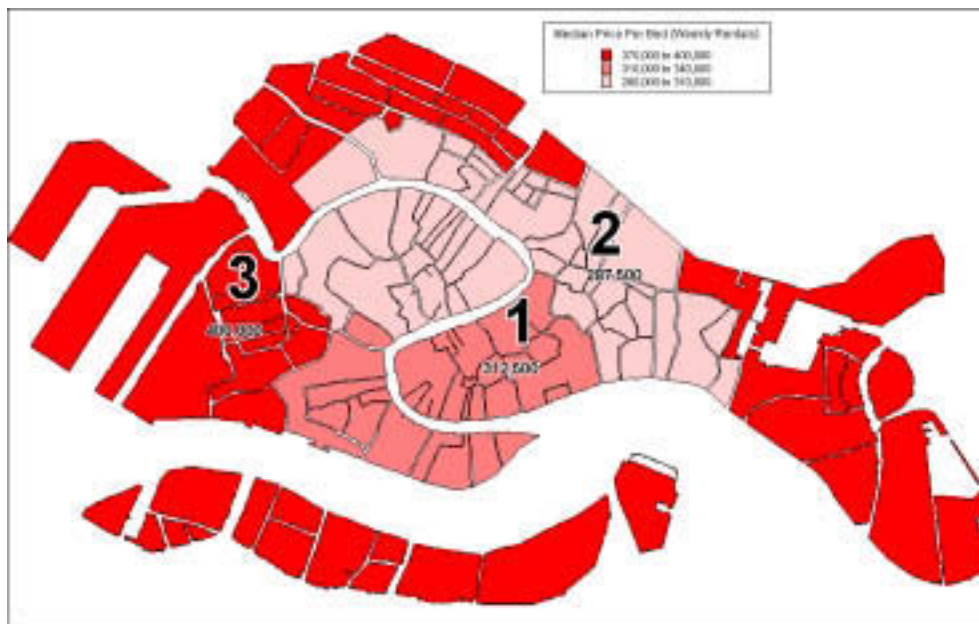 Median Price Per Bed (Weekly Rentals)
370,000 to 400,000
310,000 to 340,000
280,000 to 310,000
2
287,500
3
400,000
1
312,500